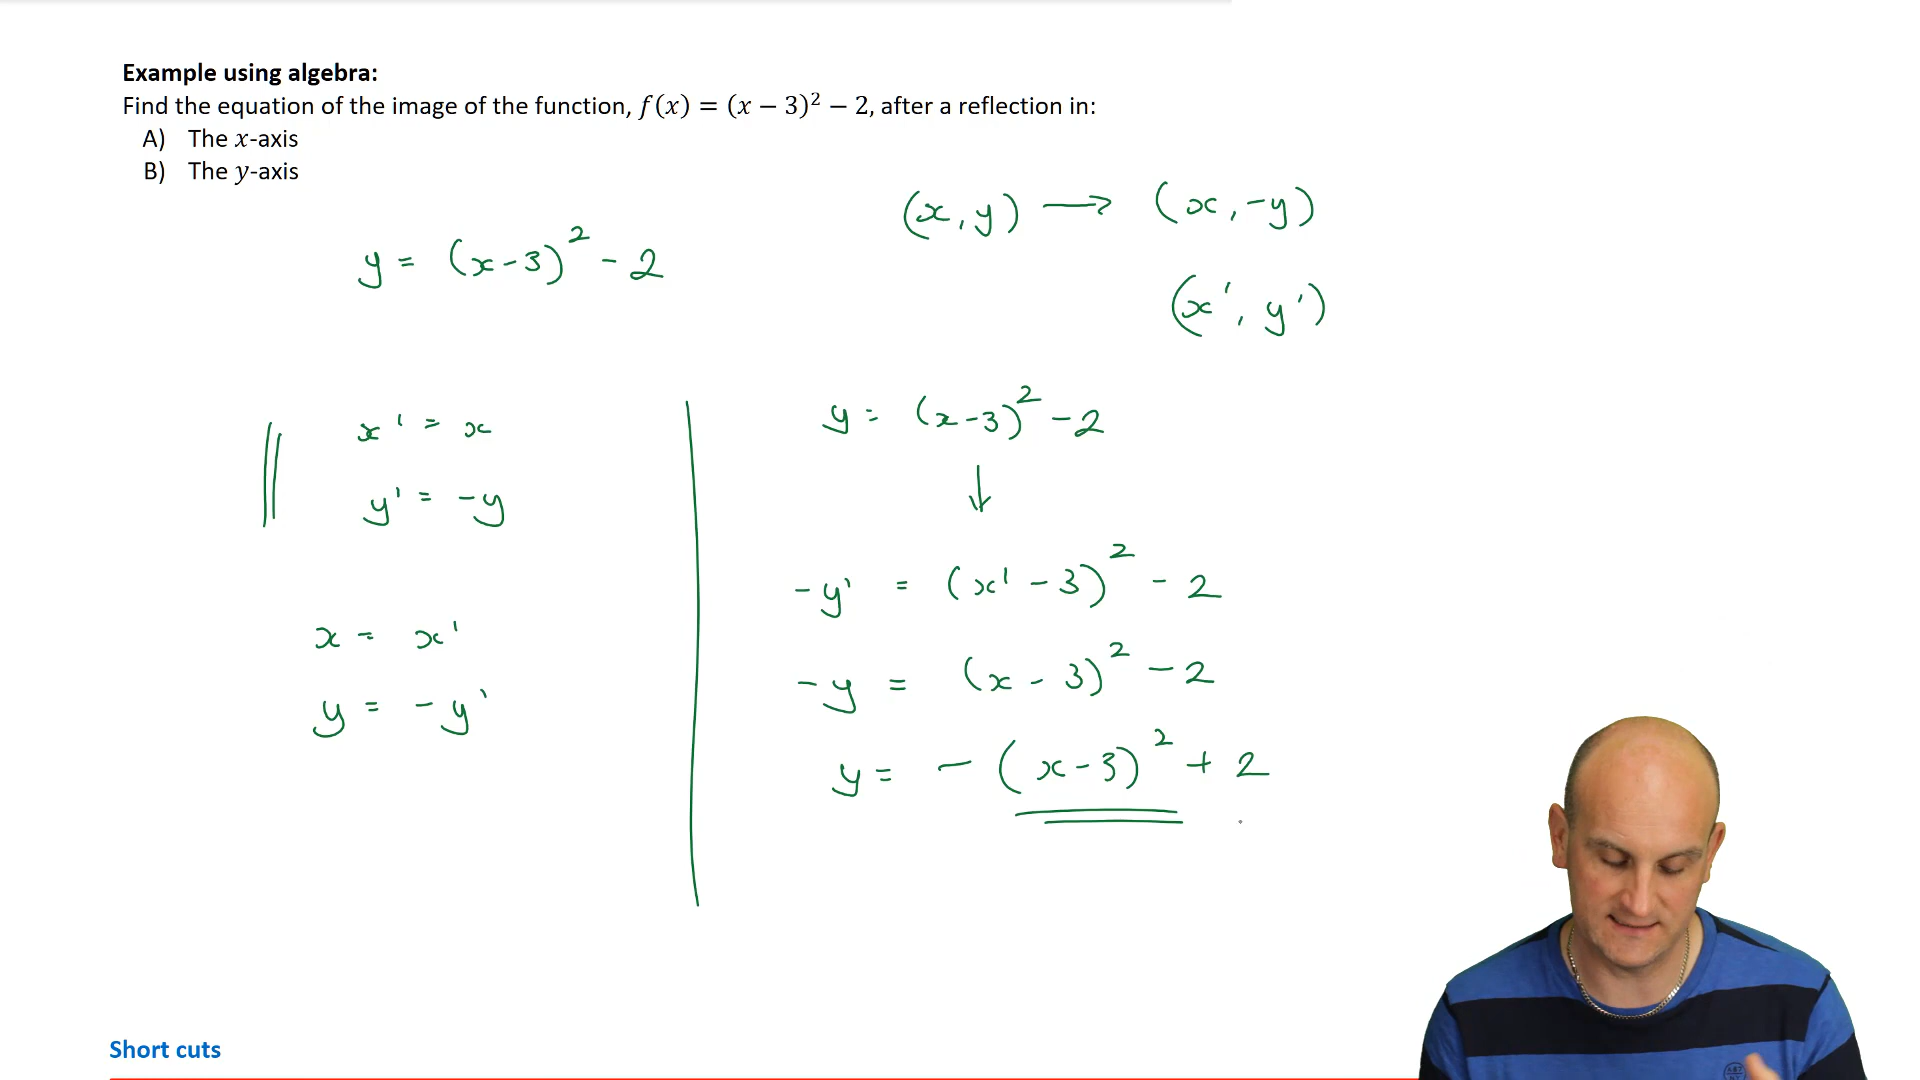 Example using algebra:
Find the equation of the image of the function, f(x) = (x − 3)² − 2, after a reflection in:
A) The x-axis
B) The y-axis
(x, y) → (x, -y)
y = (x-3)² - 2
(x', y')
x' = x
y' = -y
x = x'
y = -y'
y = (x-3)² - 2
↓
-y' = (x' - 3)² - 2
-y = (x - 3)² - 2
y = -(x-3)² + 2
Short cuts